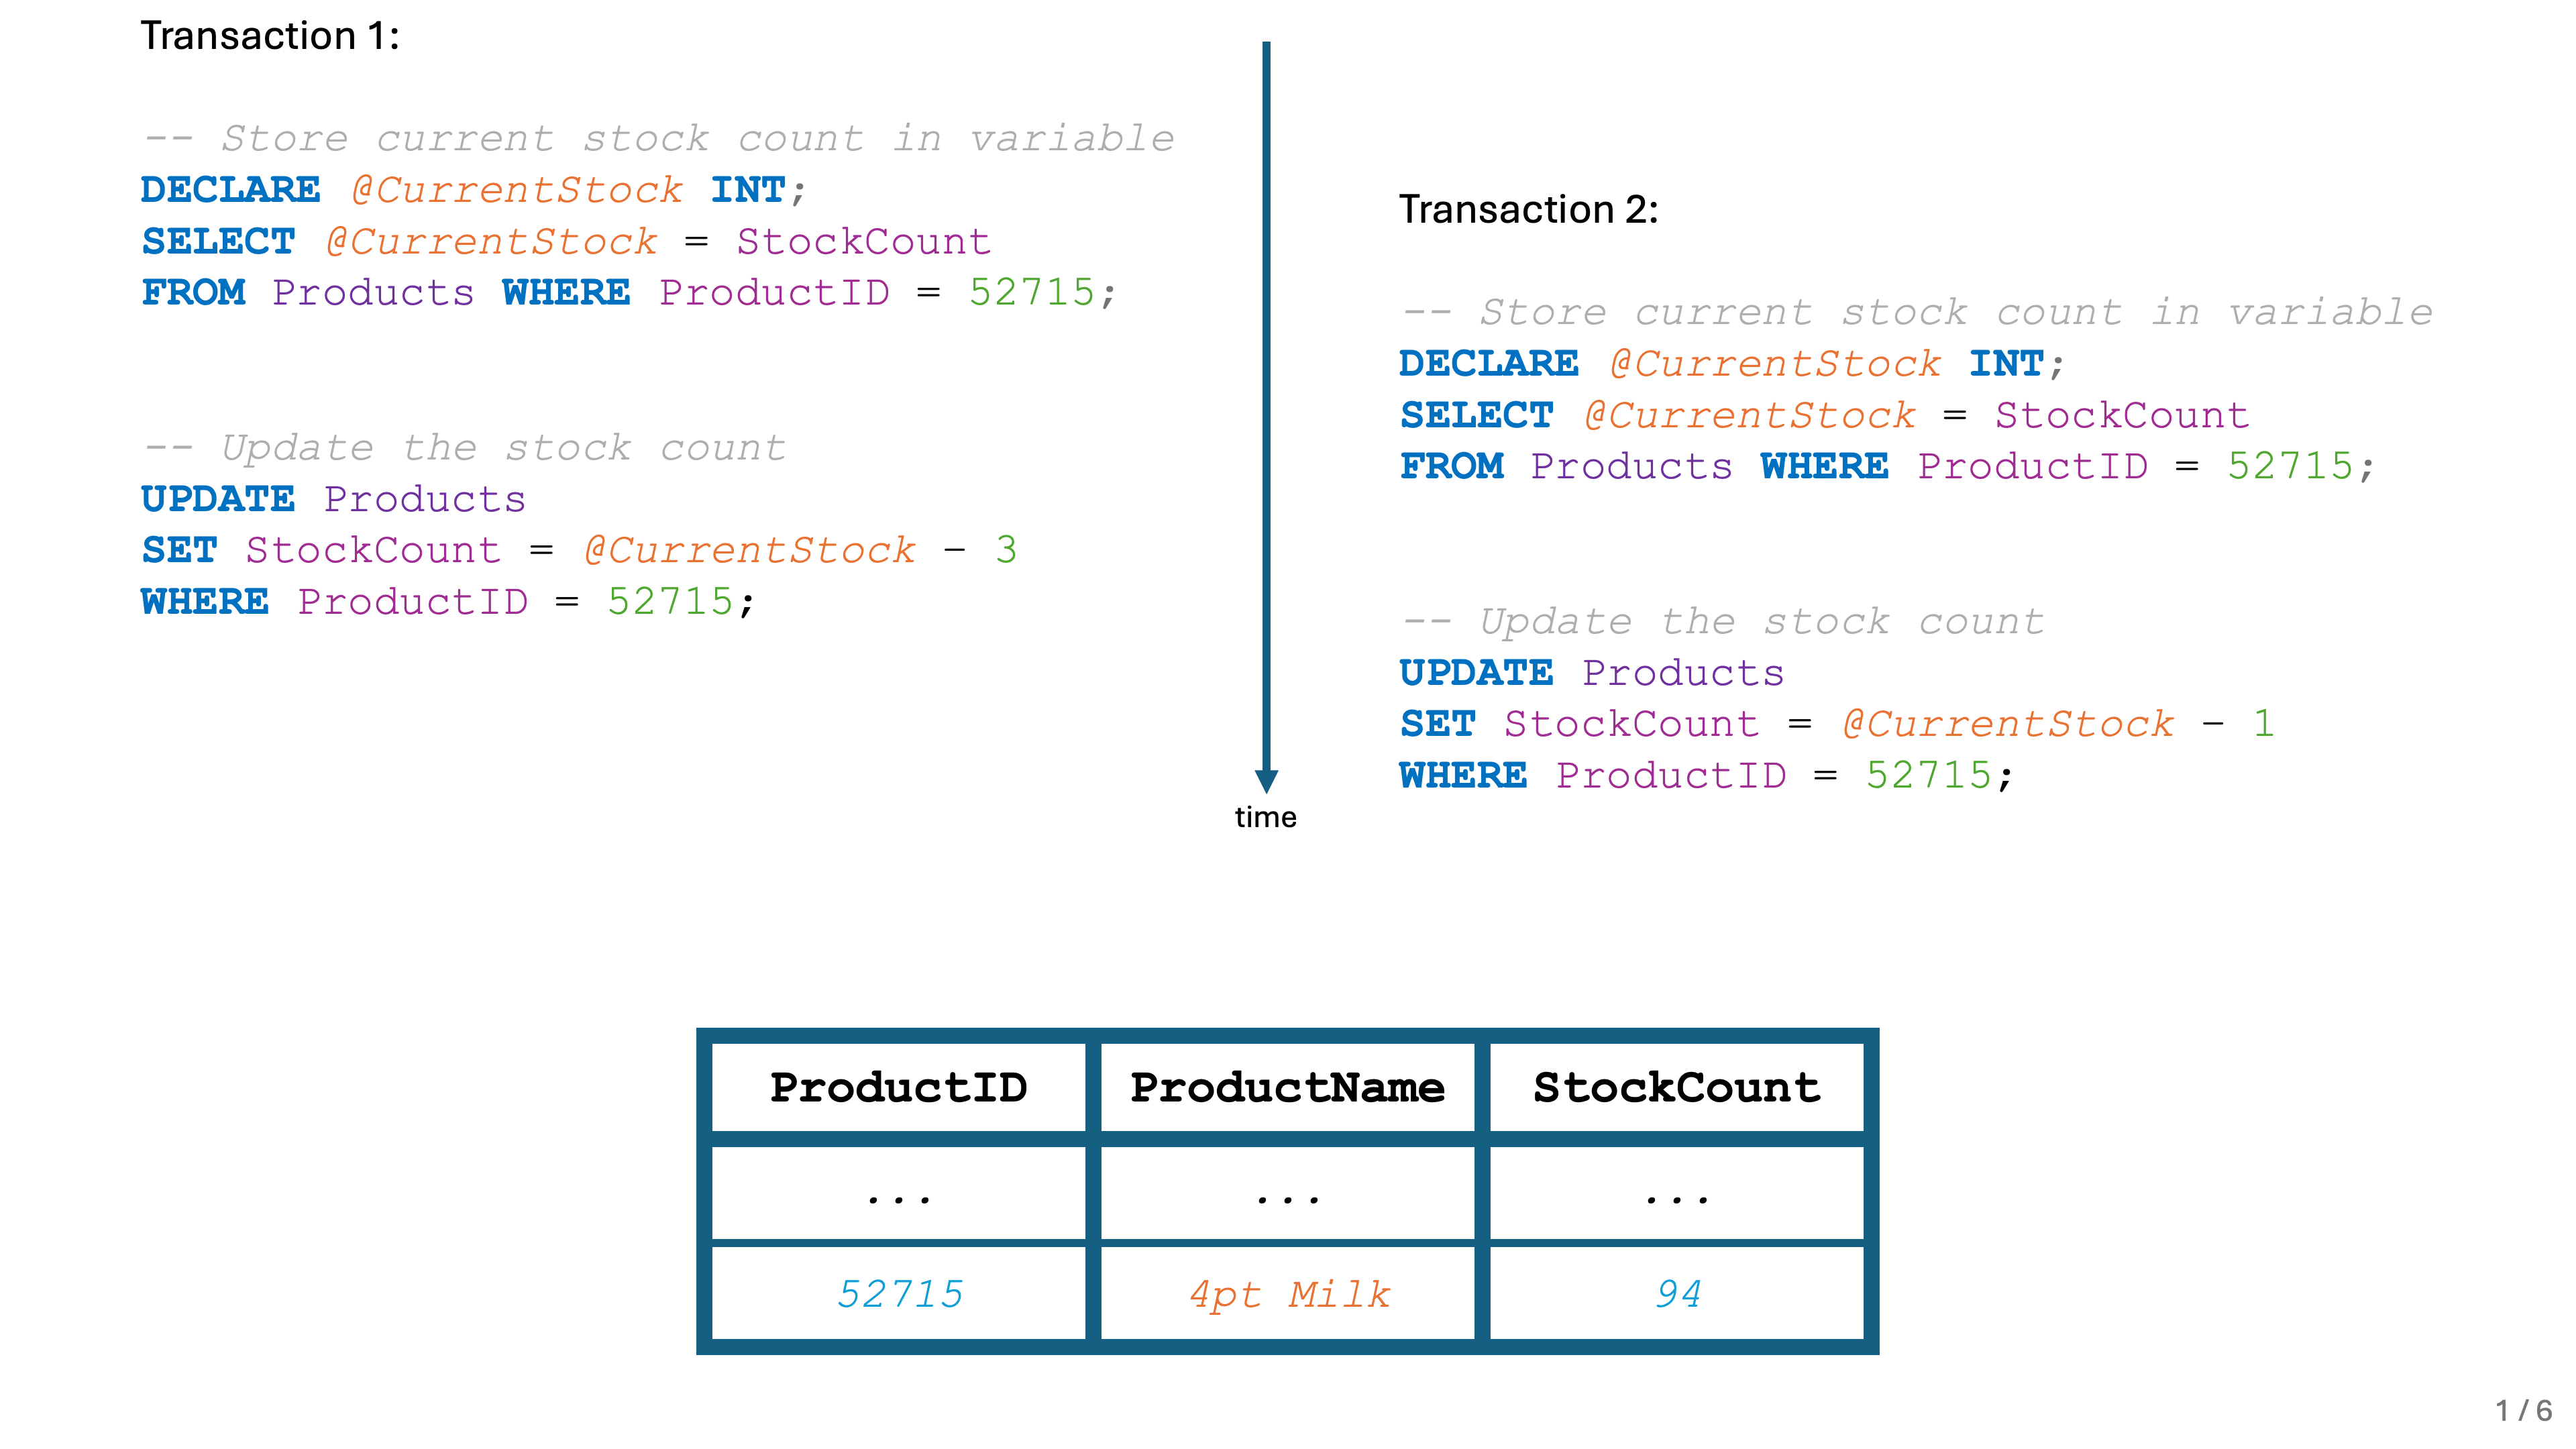 Transaction 1:
-- Store current stock count in variable
DECLARE @CurrentStock INT;
SELECT @CurrentStock = StockCount
FROM Products WHERE ProductID = 52715;
-- Update the stock count
UPDATE Products
SET StockCount = @CurrentStock – 3
WHERE ProductID = 52715;
time
Transaction 2:
-- Store current stock count in variable
DECLARE @CurrentStock INT;
SELECT @CurrentStock = StockCount
FROM Products WHERE ProductID = 52715;
-- Update the stock count
UPDATE Products
SET StockCount = @CurrentStock – 1
WHERE ProductID = 52715;
ProductID ProductName StockCount
... ... ...
52715 4pt Milk 94
1 / 6